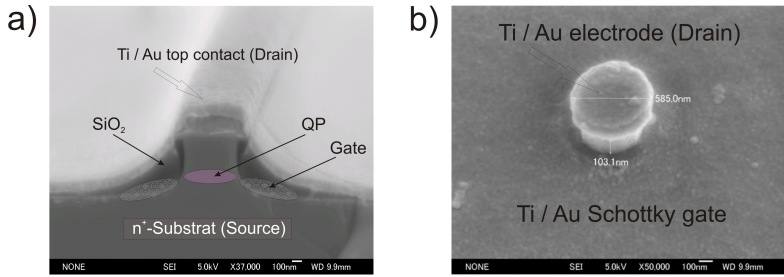 a)
Ti / Au top contact (Drain)
SiO₂
QP
Gate
n⁺-Substrat (Source)
NONE SEI 5.0kV X37,000 100nm WD 9.9mm
b)
Ti / Au electrode (Drain)
585.0nm
103.1nm
Ti / Au Schottky gate
NONE SEI 5.0kV X50,000 100nm WD 9.9mm